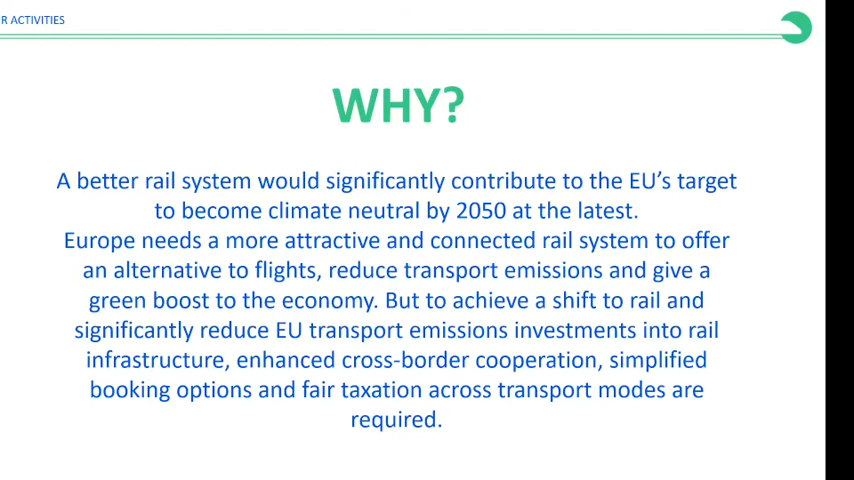 R ACTIVITIES
WHY?
A better rail system would significantly contribute to the EU’s target
to become climate neutral by 2050 at the latest.
Europe needs a more attractive and connected rail system to offer
an alternative to flights, reduce transport emissions and give a
green boost to the economy. But to achieve a shift to rail and
significantly reduce EU transport emissions investments into rail
infrastructure, enhanced cross-border cooperation, simplified
booking options and fair taxation across transport modes are
required.